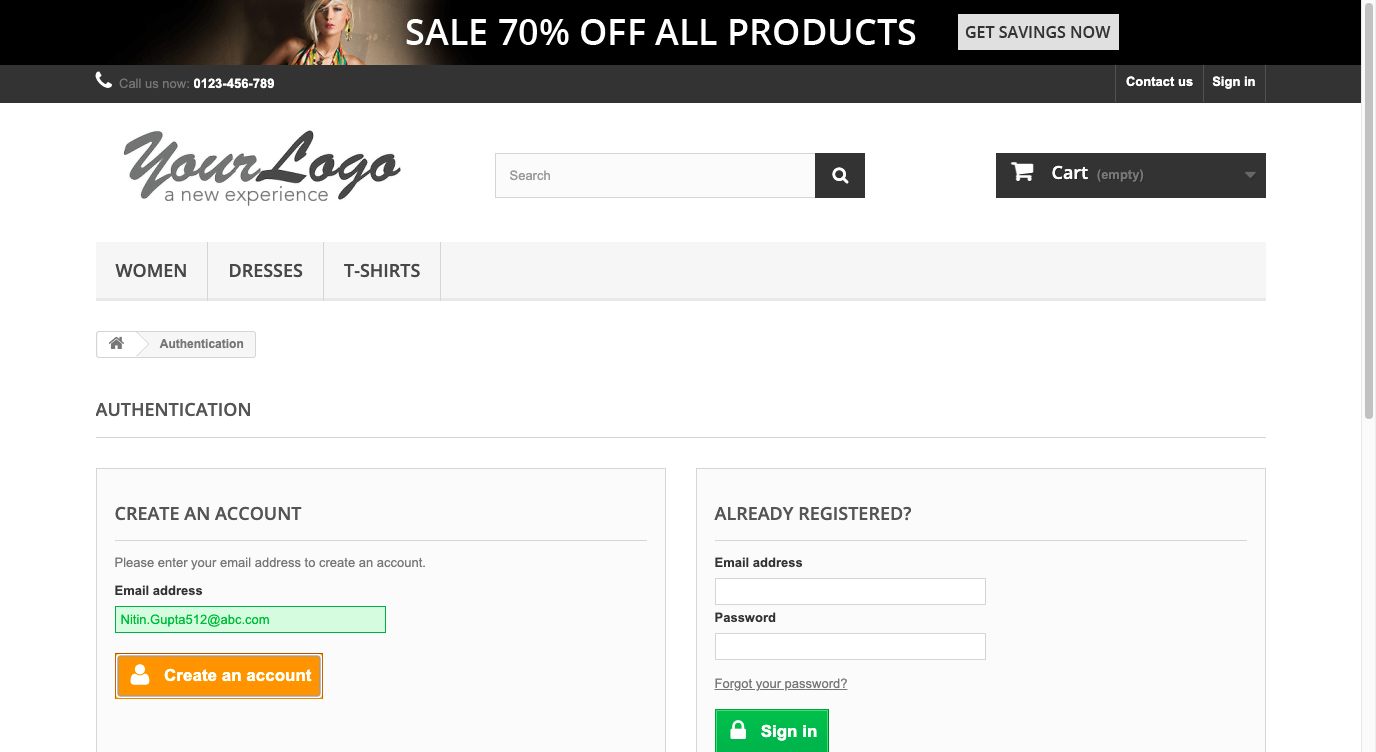 SALE 70% OFF ALL PRODUCTS
GET SAVINGS NOW
Call us now: 0123-456-789
Contact us
Sign in
Your Logo
a new experience
Search
Cart (empty)
WOMEN
DRESSES
T-SHIRTS
Authentication
AUTHENTICATION
CREATE AN ACCOUNT
Please enter your email address to create an account.
Email address
Nitin.Gupta512@abc.com
Create an account
ALREADY REGISTERED?
Email address
Password
Forgot your password?
Sign in